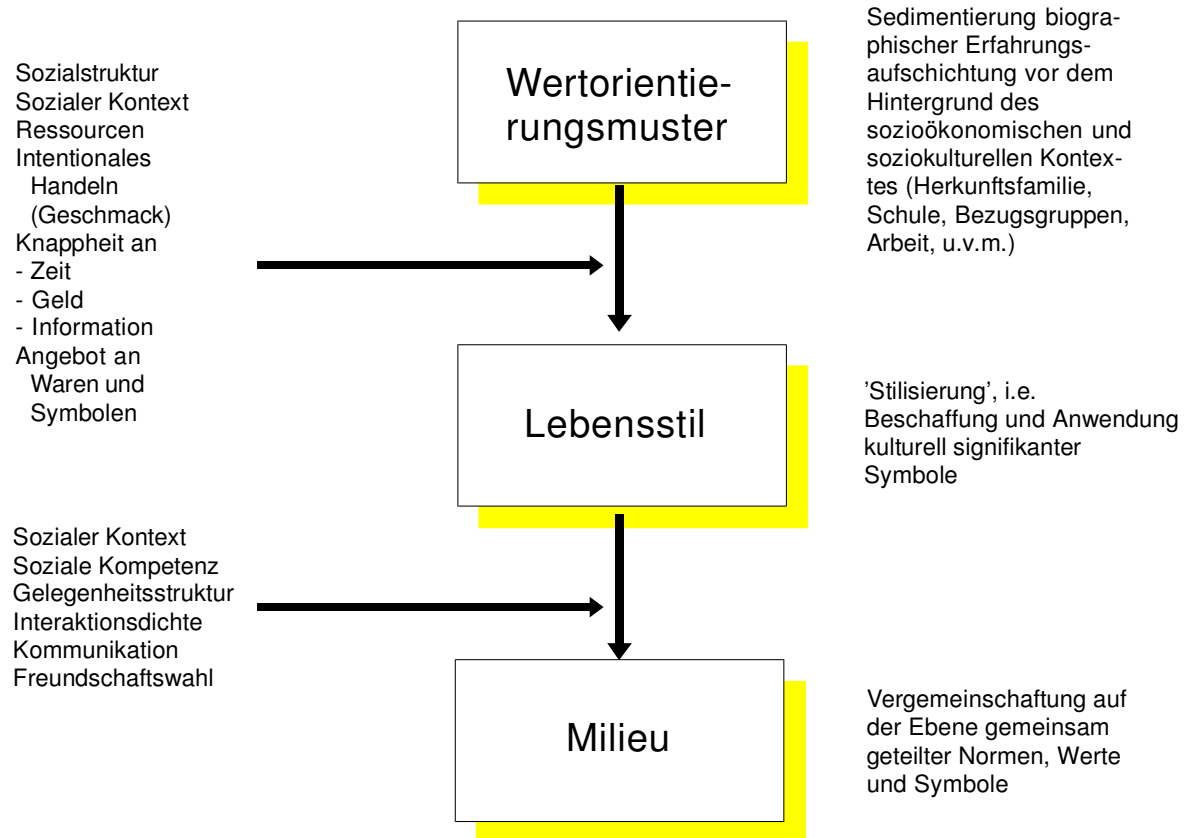 Sozialstruktur
Sozialer Kontext
Ressourcen
Intentionales
Handeln
(Geschmack)
Knappheit an
- Zeit
- Geld
- Information
Angebot an
Waren und
Symbolen
Wertorientie-
rungsmuster
Sedimentierung biogra-
phischer Erfahrungs-
aufschichtung vor dem
Hintergrund des
sozioökonomischen und
soziokulturellen Kontex-
tes (Herkunftsfamilie,
Schule, Bezugsgruppen,
Arbeit, u.v.m.)
Lebensstil
’Stilisierung’, i.e.
Beschaffung und Anwendung
kulturell signifikanter
Symbole
Sozialer Kontext
Soziale Kompetenz
Gelegenheitsstruktur
Interaktionsdichte
Kommunikation
Freundschaftswahl
Milieu
Vergemeinschaftung auf
der Ebene gemeinsam
geteilter Normen, Werte
und Symbole